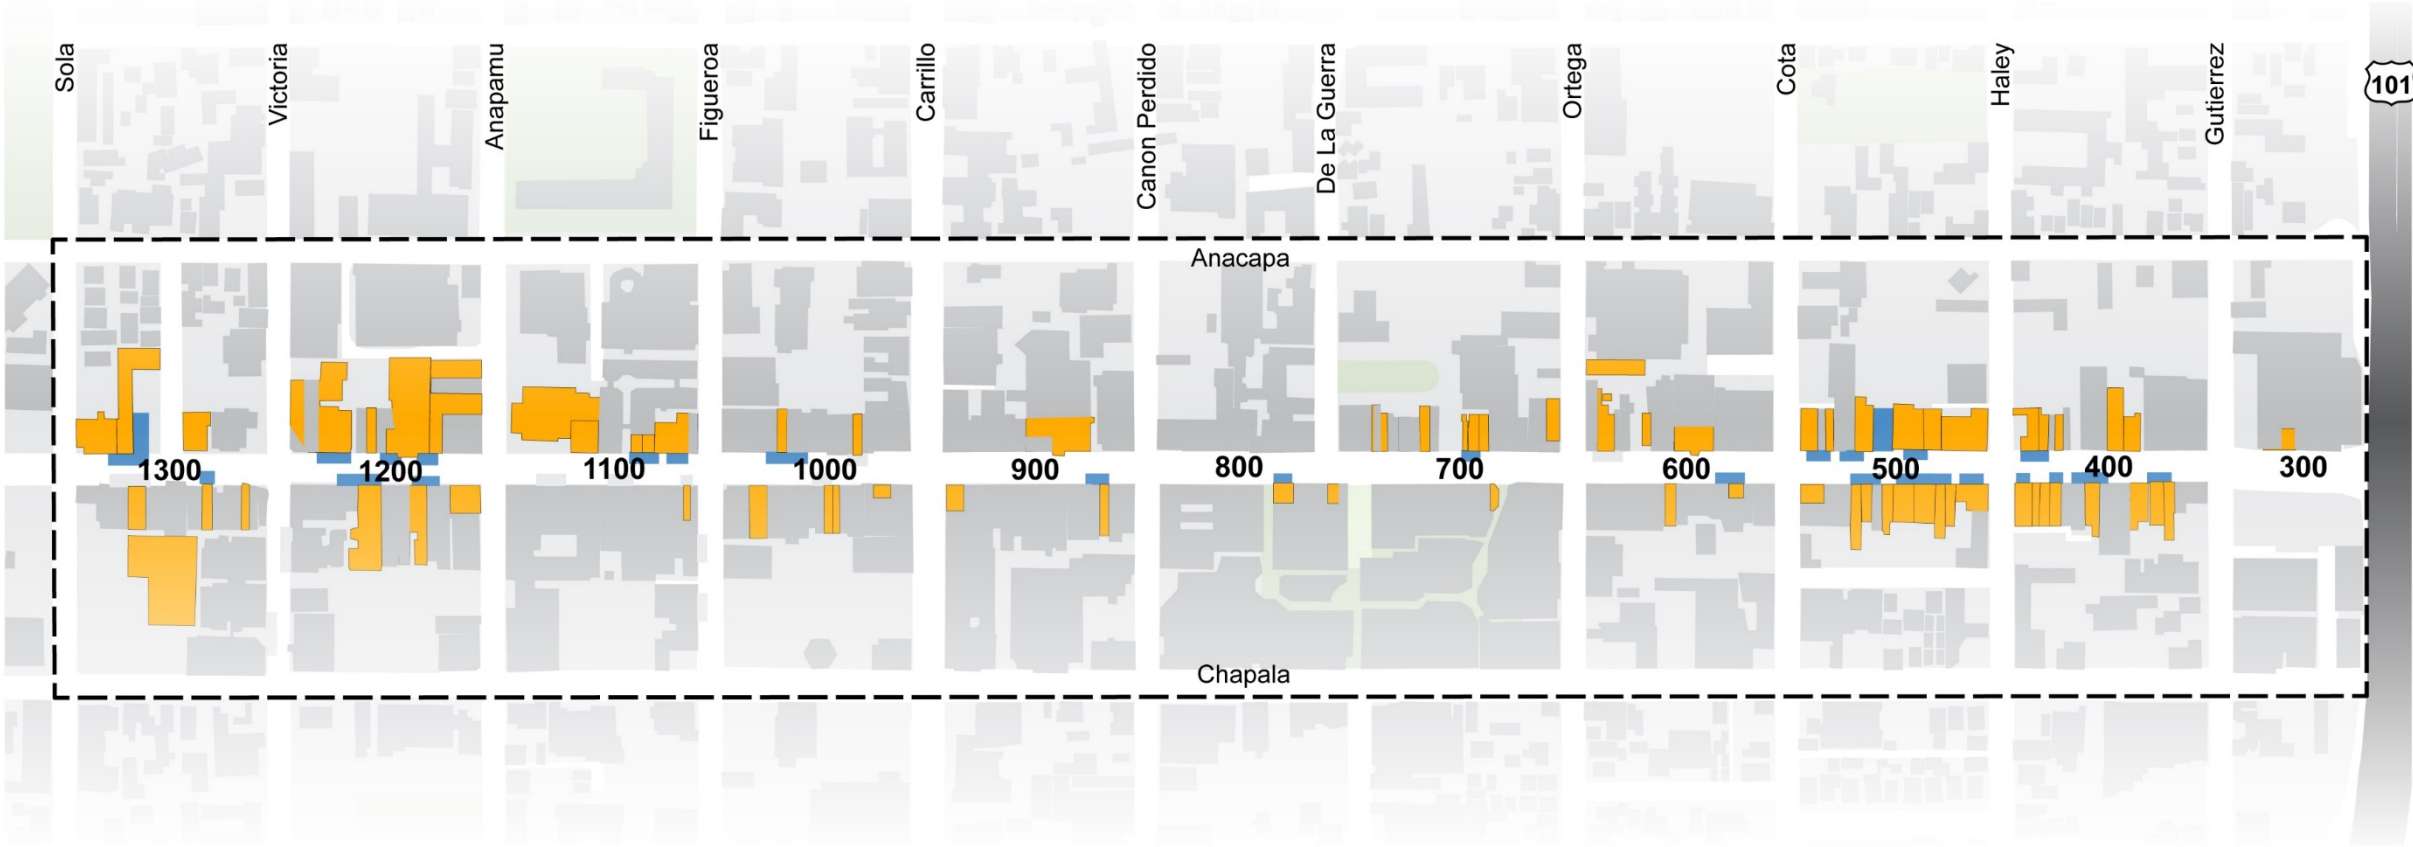 Sola
Victoria
Anapamu
Figueroa
Carrillo
Canon Perdido
De La Guerra
Ortega
Cota
Haley
Gutierrez
101
Anacapa
1300
1200
1100
1000
900
800
700
600
500
400
300
Chapala